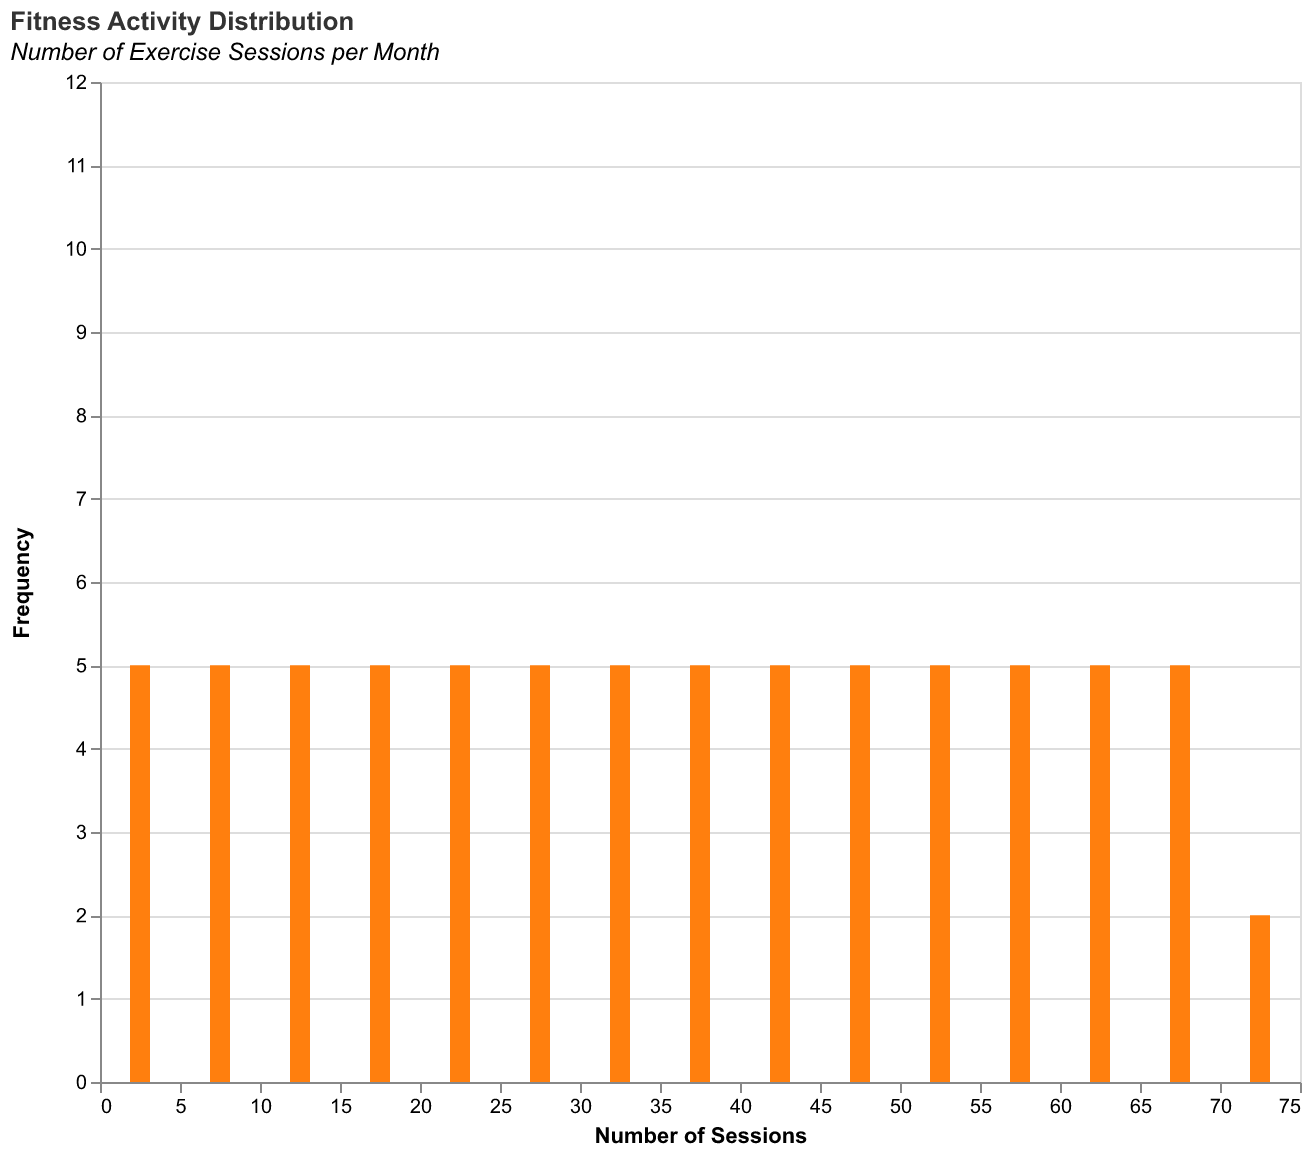 Fitness Activity Distribution
Number of Exercise Sessions per Month
12
11
10
9
8
7
6
5
4
3
2
1
0
Frequency
0 5 10 15 20 25 30 35 40 45 50 55 60 65 70 75
Number of Sessions